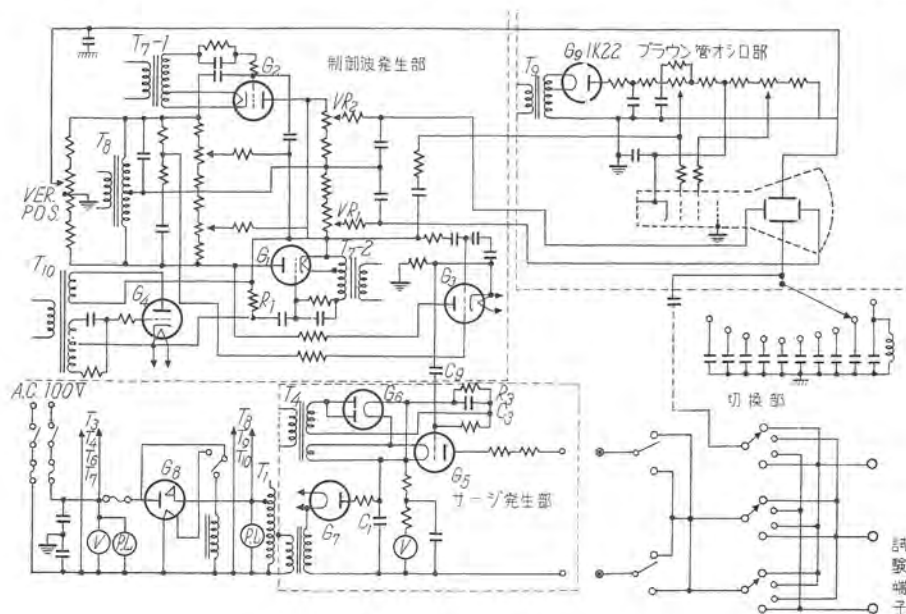 T7-1
G2
制御波発生部
G9 1K22 ブラウン管オシロ部
T9
VR2
T8
VER.
POS.
VR1
T10
G1
T7-2
G4
R1
G3
Cg
A.C. 100V
切換部
T3
T4
T6
T7
T8
T9
T10
T4
G6
R3
C3
G8
T1
G5
サージ発生部
G7
C1
V
P.L
P.L
V
試
験
端
子